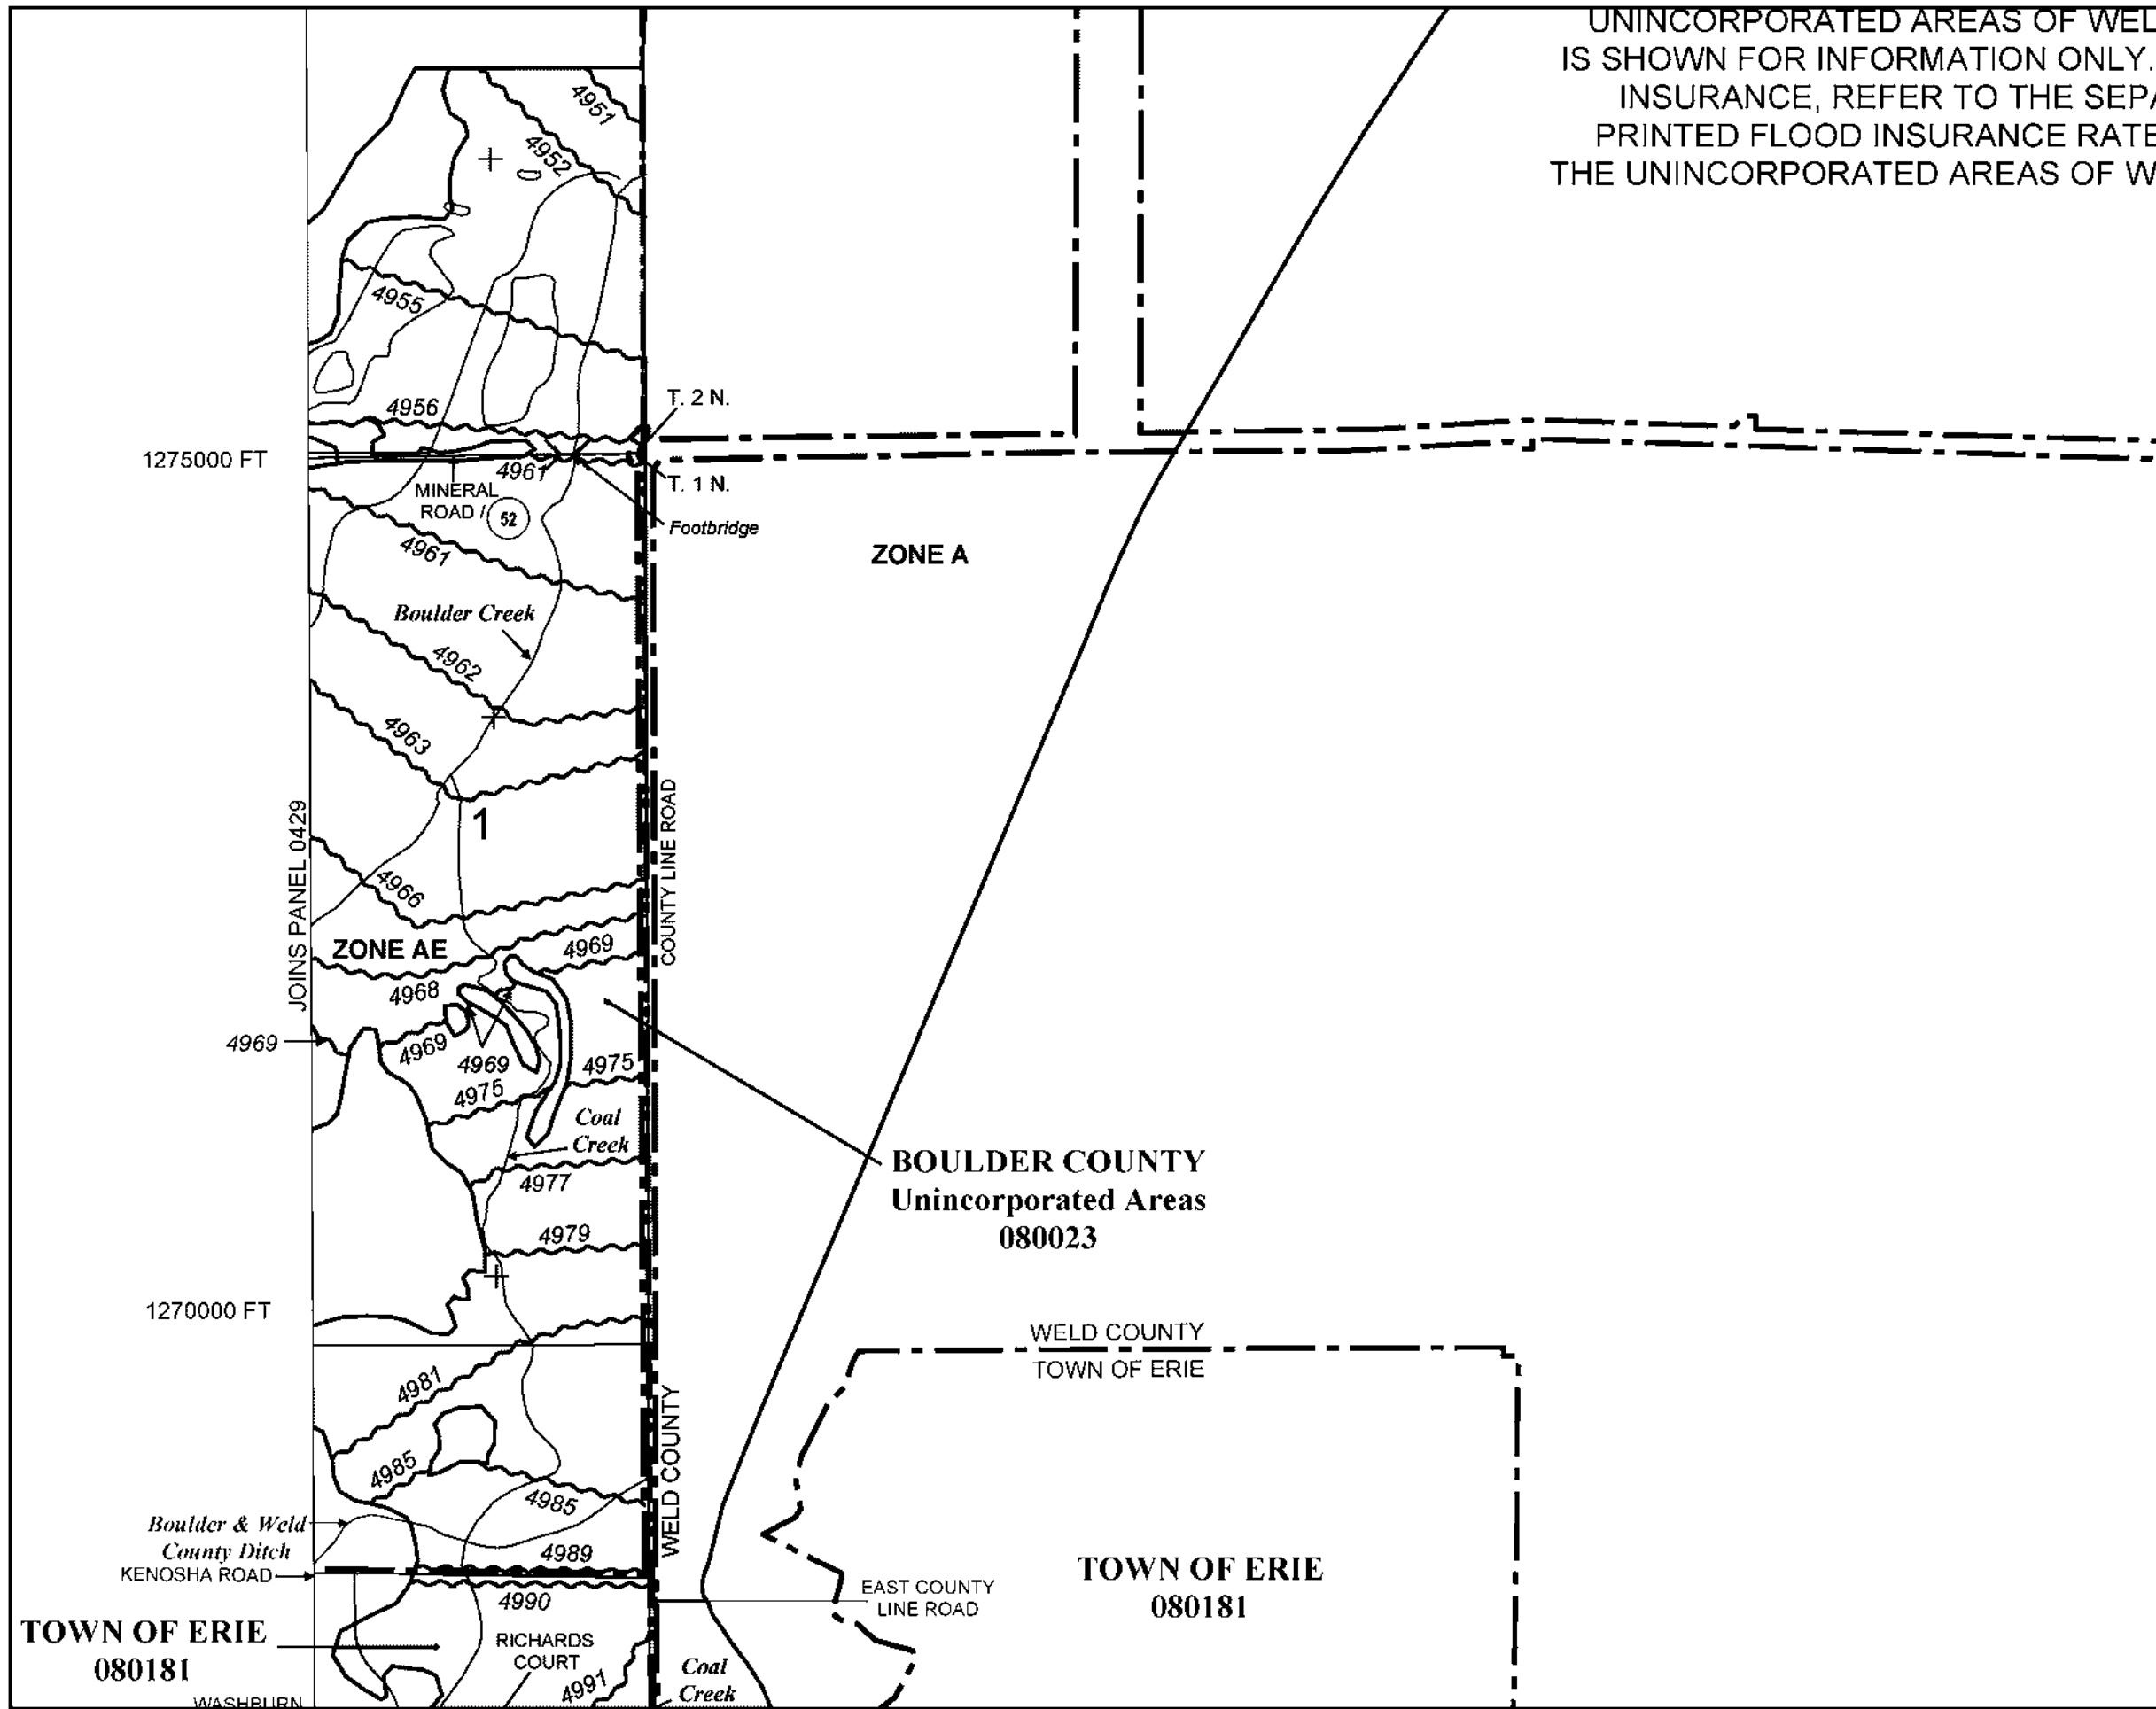 UNINCORPORATED AREAS OF WEL
IS SHOWN FOR INFORMATION ONLY.
INSURANCE, REFER TO THE SEPA
PRINTED FLOOD INSURANCE RATE
THE UNINCORPORATED AREAS OF W
4951
4952
4955
4956
T. 2 N.
1275000 FT
4961
T. 1 N.
MINERAL
ROAD / 52
Footbridge
ZONE A
4961
Boulder Creek
4962
4963
1
COUNTY LINE ROAD
JOINS PANEL 0429
4966
ZONE AE
4969
4968
4969
4969
4969
4975
4975
Coal
Creek
4977
BOULDER COUNTY
Unincorporated Areas
080023
4979
1270000 FT
WELD COUNTY
TOWN OF ERIE
4981
WELD COUNTY
4985
4985
Boulder & Weld
County Ditch
4989
KENOSHA ROAD
4990
EAST COUNTY
LINE ROAD
TOWN OF ERIE
080181
TOWN OF ERIE
080181
RICHARDS
COURT
4991
Coal
Creek
WASHBURN